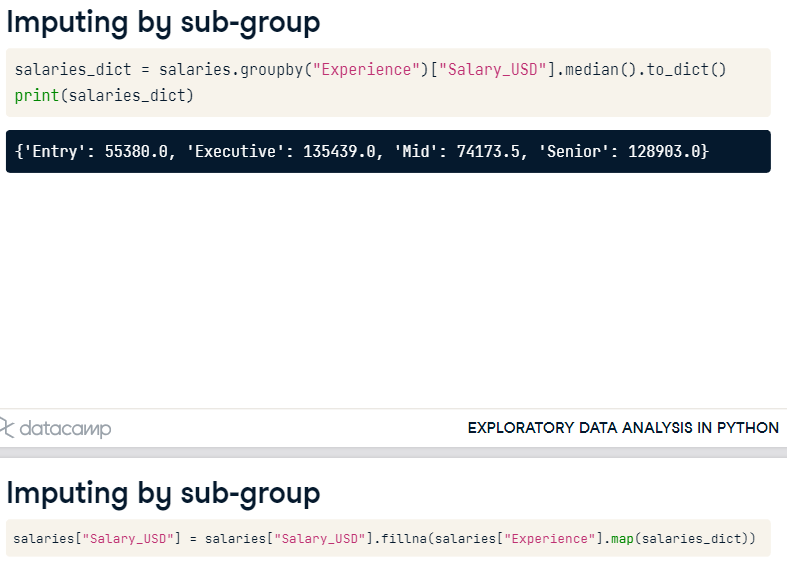 Imputing by sub-group
salaries_dict = salaries.groupby("Experience")["Salary_USD"].median().to_dict()
print(salaries_dict)
{'Entry': 55380.0, 'Executive': 135439.0, 'Mid': 74173.5, 'Senior': 128903.0}
datacamp
EXPLORATORY DATA ANALYSIS IN PYTHON
Imputing by sub-group
salaries["Salary_USD"] = salaries["Salary_USD"].fillna(salaries["Experience"].map(salaries_dict))